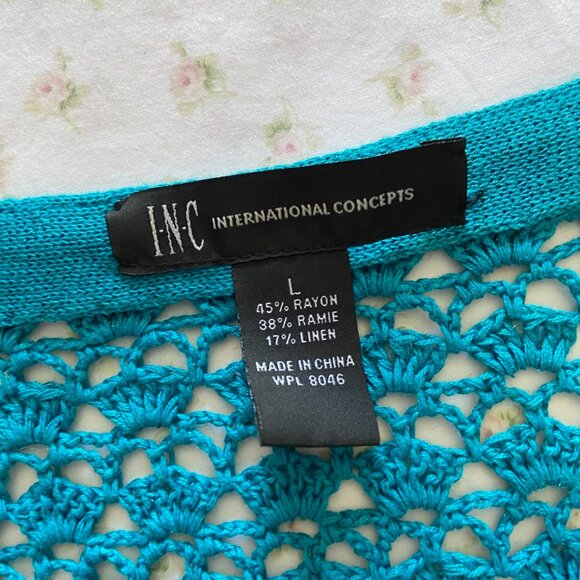 I·N·C INTERNATIONAL CONCEPTS
L
45% RAYON
38% RAMIE
17% LINEN
MADE IN CHINA
WPL 8046